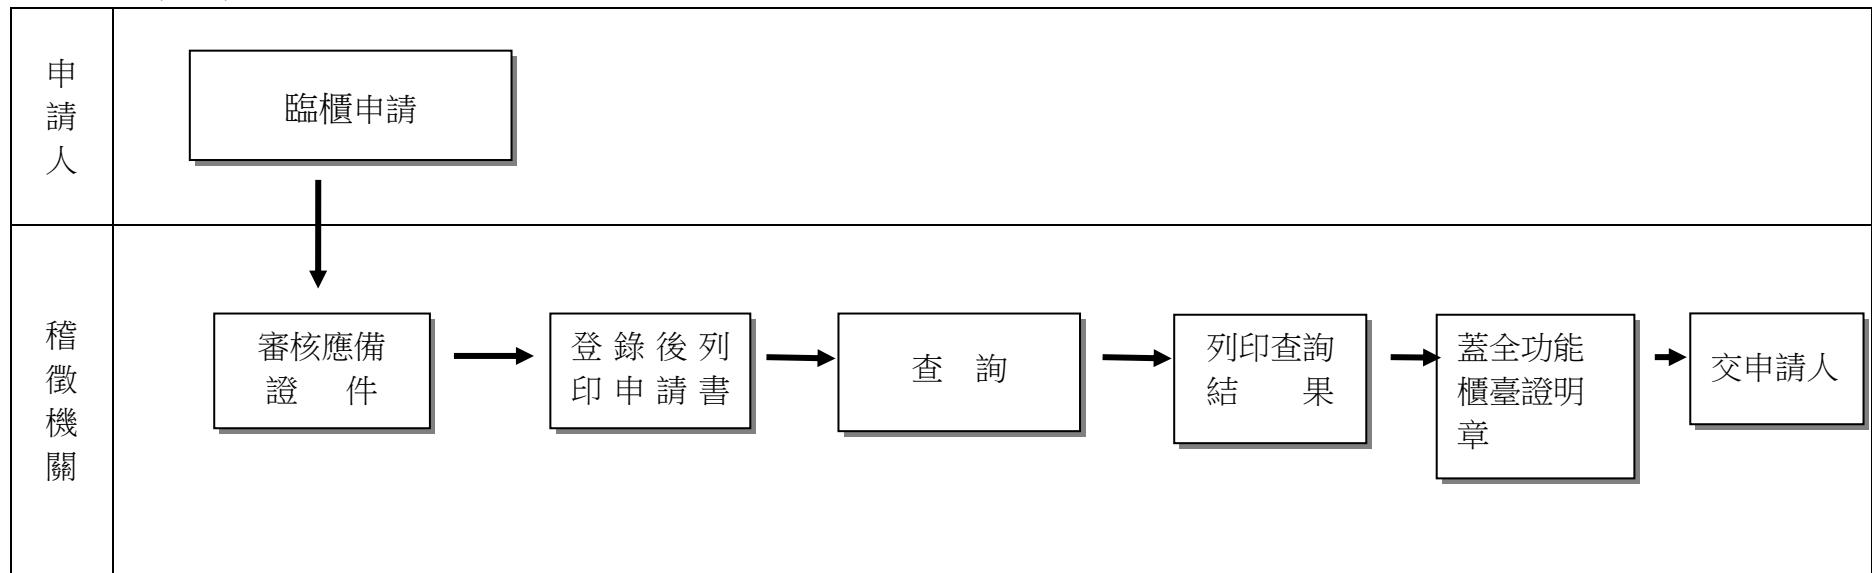 申請人
臨櫃申請
稽徵機關
審核應備
證 件
登錄後列
印申請書
查 詢
列印查詢
結 果
蓋全功能
櫃臺證明
章
交申請人